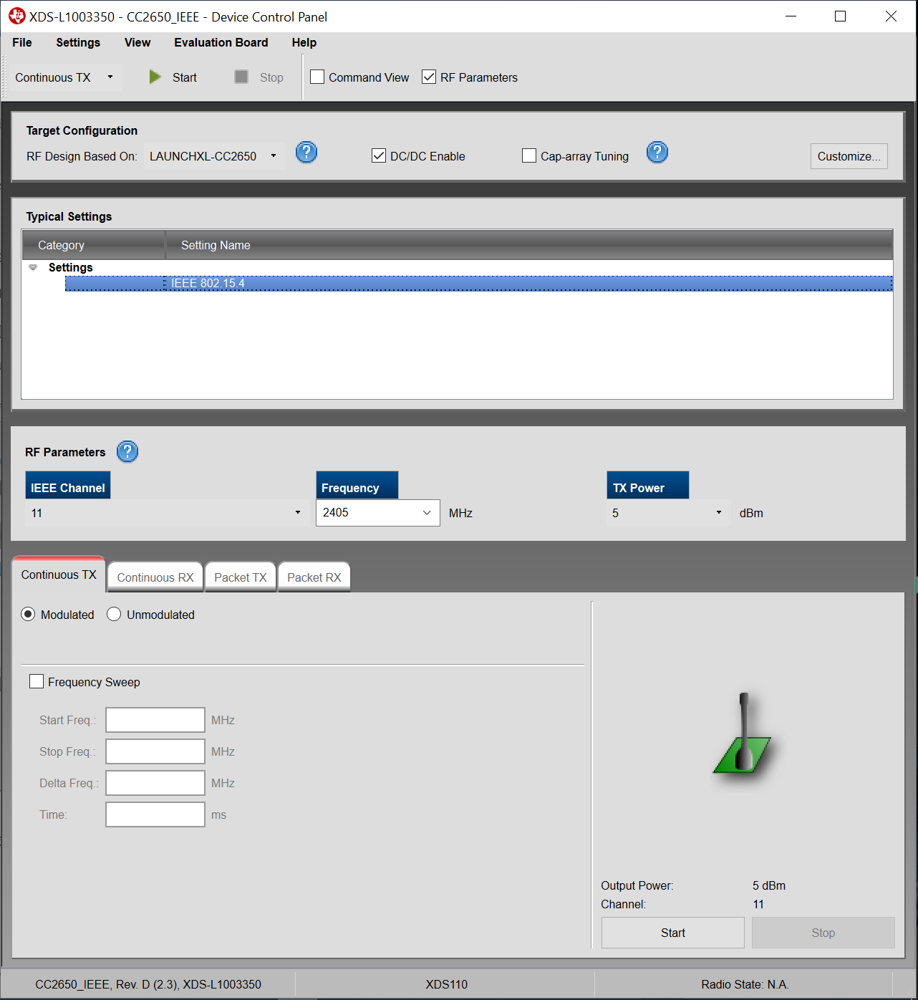 XDS-L1003350 - CC2650_IEEE - Device Control Panel
File Settings View Evaluation Board Help
Continuous TX Start Stop Command View RF Parameters
Target Configuration
RF Design Based On: LAUNCHXL-CC2650 ? DC/DC Enable Cap-array Tuning ? Customize...
Typical Settings
Category Setting Name
Settings
IEEE 802.15.4
RF Parameters ?
IEEE Channel Frequency TX Power
11 2405 MHz 5 dBm
Continuous TX Continuous RX Packet TX Packet RX
Modulated Unmodulated
Frequency Sweep
Start Freq.: MHz
Stop Freq.: MHz
Delta Freq.: MHz
Time: ms
Output Power: 5 dBm
Channel: 11
Start Stop
CC2650_IEEE, Rev. D (2.3), XDS-L1003350 XDS110 Radio State: N.A.